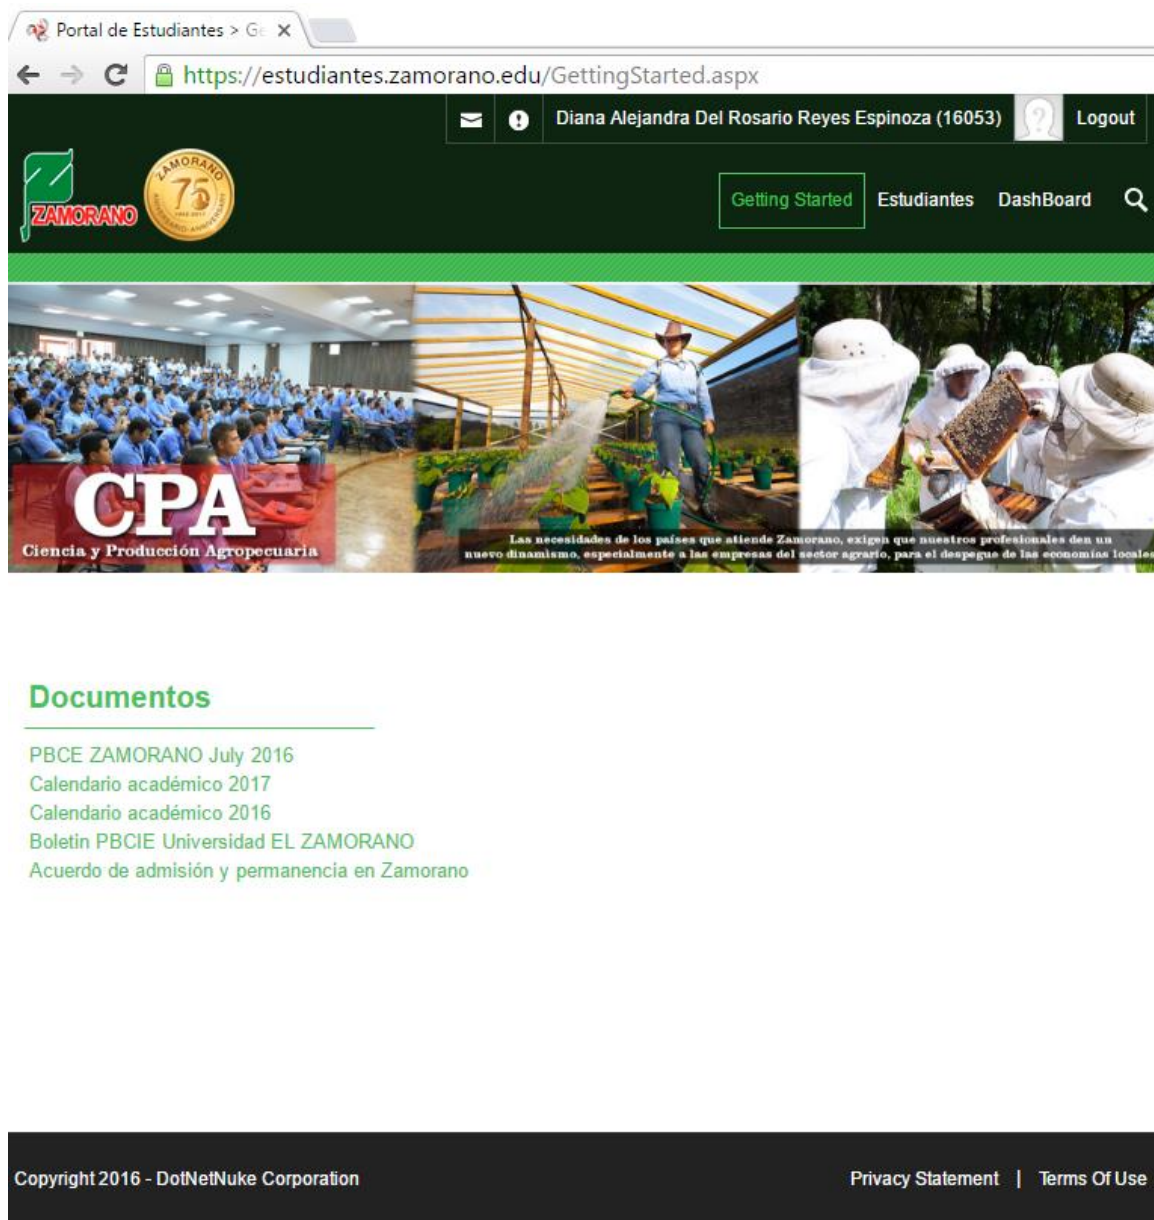 Portal de Estudiantes > Ge
https://estudiantes.zamorano.edu/GettingStarted.aspx
Diana Alejandra Del Rosario Reyes Espinoza (16053)
Logout
ZAMORANO
ZAMORANO
75
Getting Started
Estudiantes
DashBoard
CPA
Ciencia y Producción Agropecuaria
Las necesidades de los países que atiende Zamorano, exigen que nuestros profesionales den un
nuevo dinamismo, especialmente a las empresas del sector agrario, para el despegue de las economías locales
Documentos
PBCE ZAMORANO July 2016
Calendario académico 2017
Calendario académico 2016
Boletin PBCIE Universidad EL ZAMORANO
Acuerdo de admisión y permanencia en Zamorano
Copyright 2016 - DotNetNuke Corporation
Privacy Statement | Terms Of Use